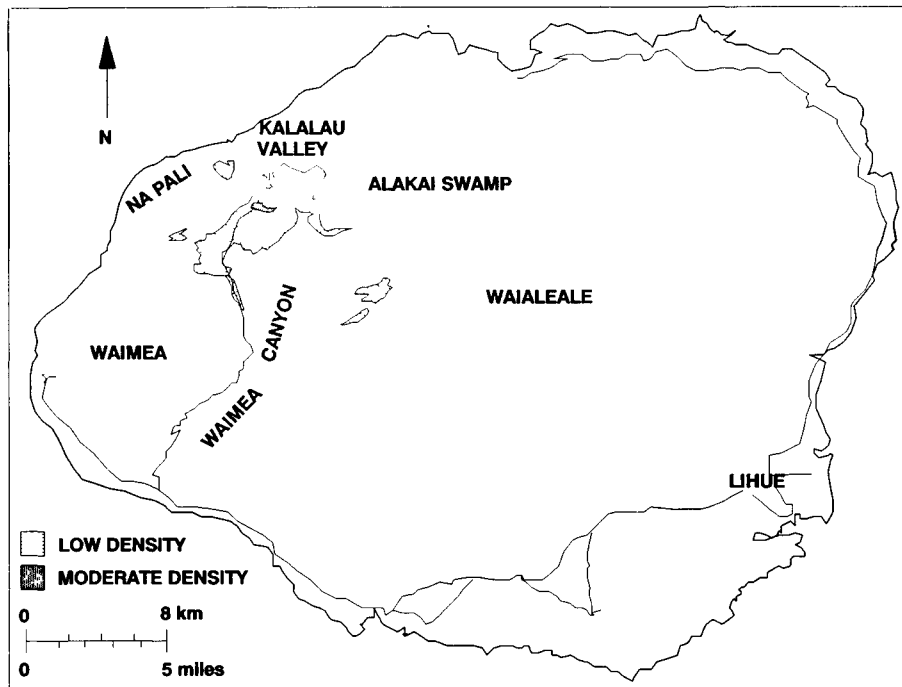 N
KALALAU
VALLEY
NA PALI
ALAKAI SWAMP
WAIALEALE
WAIMEA
WAIMEA CANYON
LIHUE
LOW DENSITY
MODERATE DENSITY
0 8 km
0 5 miles